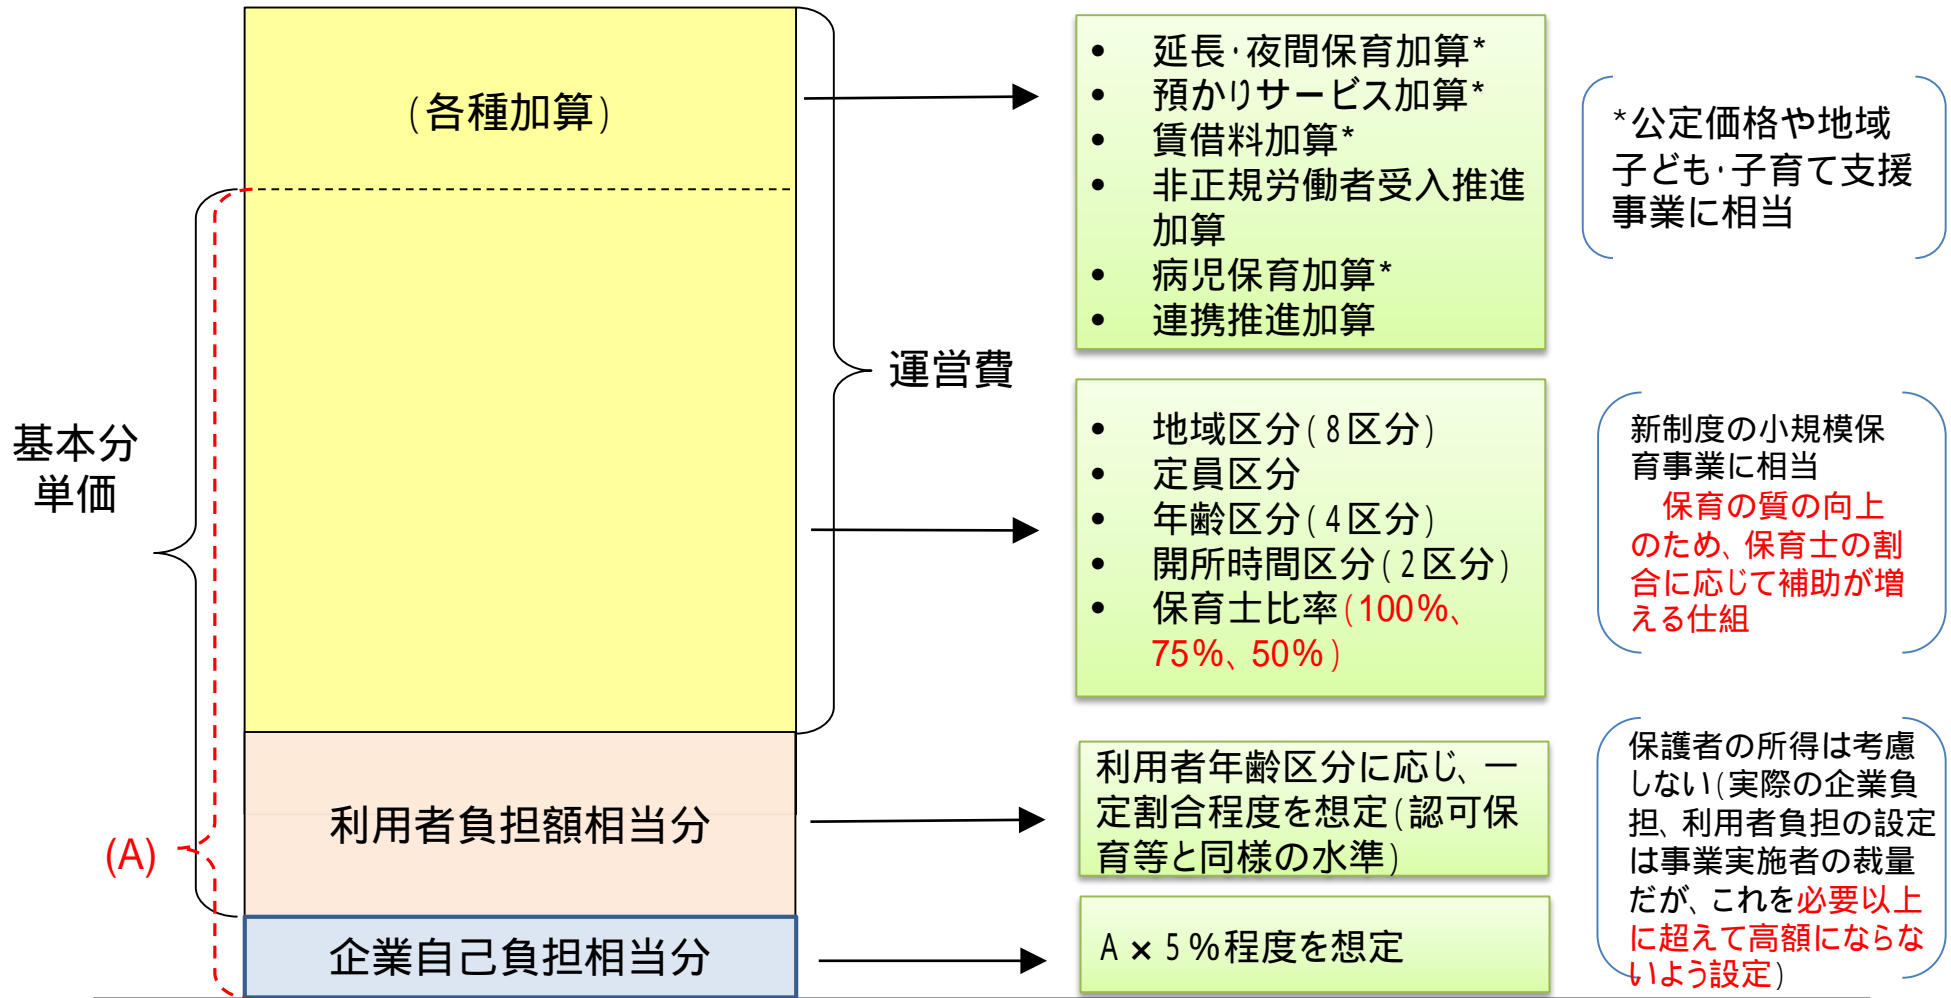 (各種加算)
運営費
基本分
単価
(A)
利用者負担額相当分
企業自己負担相当分
• 延長・夜間保育加算*
• 預かりサービス加算*
• 賃借料加算*
• 非正規労働者受入推進
加算
• 病児保育加算*
• 連携推進加算
*公定価格や地域
子ども・子育て支援
事業に相当
• 地域区分(8区分)
• 定員区分
• 年齢区分(4区分)
• 開所時間区分(2区分)
• 保育士比率(100%、
75%、50%)
新制度の小規模保
育事業に相当
保育の質の向上
のため、保育士の割
合に応じて補助が増
える仕組
利用者年齢区分に応じ、一
定割合程度を想定(認可保
育等と同様の水準)
A×5%程度を想定
保護者の所得は考慮
しない(実際の企業負
担、利用者負担の設定
は事業実施者の裁量
だが、これを必要以上
に超えて高額にならな
いよう設定)